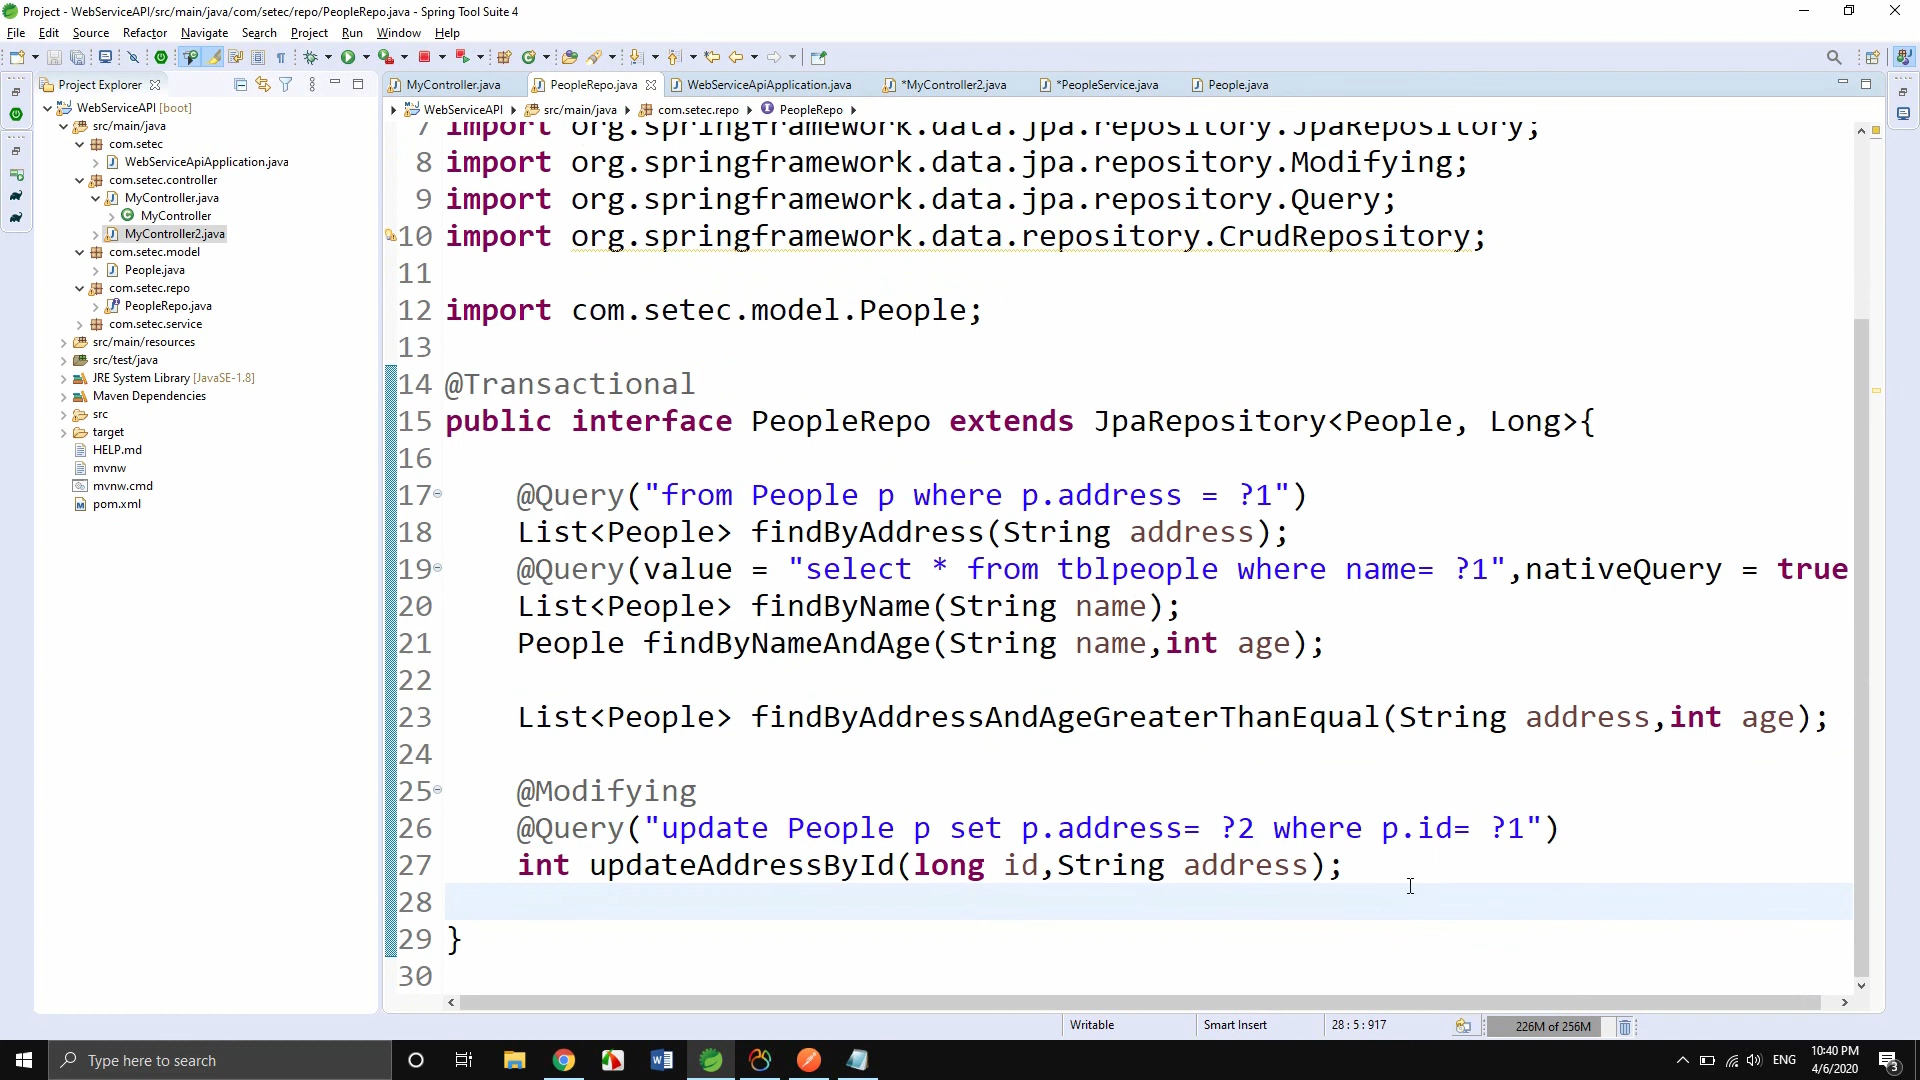 Project - WebServiceAPI/src/main/java/com/setec/repo/PeopleRepo.java - Spring Tool Suite 4
File Edit Source Refactor Navigate Search Project Run Window Help
Project Explorer
WebServiceAPI [boot]
src/main/java
com.setec
WebServiceApiApplication.java
com.setec.controller
MyController.java
MyController
MyController2.java
com.setec.model
People.java
com.setec.repo
PeopleRepo.java
com.setec.service
src/main/resources
src/test/java
JRE System Library [JavaSE-1.8]
Maven Dependencies
src
target
HELP.md
mvnw
mvnw.cmd
pom.xml
MyController.java PeopleRepo.java WebServiceApiApplication.java *MyController2.java *PeopleService.java People.java
WebServiceAPI src/main/java com.setec.repo PeopleRepo
7 import org.springframework.data.jpa.repository.JpaRepository;
8 import org.springframework.data.jpa.repository.Modifying;
9 import org.springframework.data.jpa.repository.Query;
10 import org.springframework.data.repository.CrudRepository;
11
12 import com.setec.model.People;
13
14 @Transactional
15 public interface PeopleRepo extends JpaRepository<People, Long>{
16
17 @Query("from People p where p.address = ?1")
18 List<People> findByAddress(String address);
19 @Query(value = "select * from tblpeople where name= ?1",nativeQuery = true
20 List<People> findByName(String name);
21 People findByNameAndAge(String name,int age);
22
23 List<People> findByAddressAndAgeGreaterThanEqual(String address,int age);
24
25 @Modifying
26 @Query("update People p set p.address= ?2 where p.id= ?1")
27 int updateAddressById(long id,String address);
28
29 }
30
Writable Smart Insert 28 : 5 : 917 226M of 256M
Type here to search
ENG
10:40 PM
4/6/2020
3